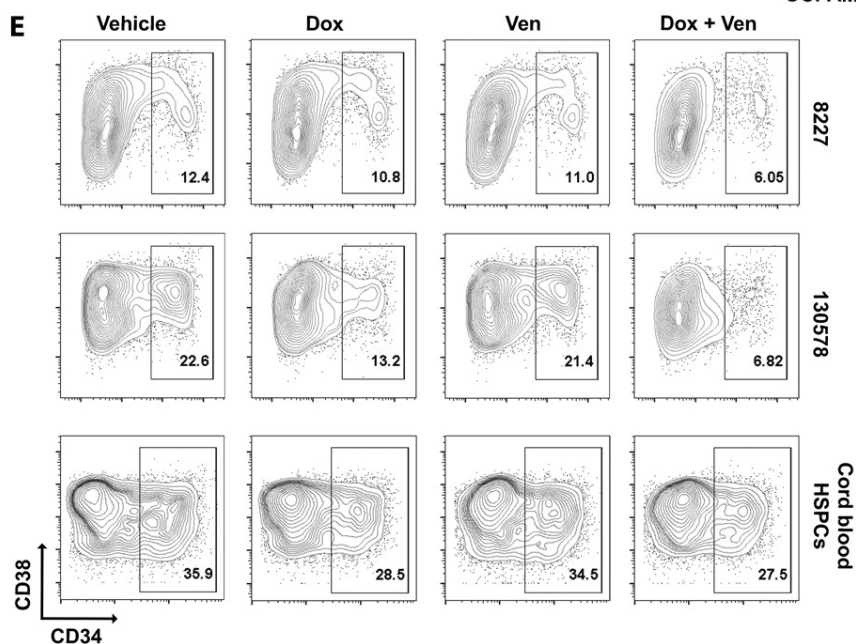 E
Vehicle Dox Ven Dox + Ven
12.4 10.8 11.0 6.05
8227
22.6 13.2 21.4 6.82
130578
35.9 28.5 34.5 27.5
Cord blood
HSPCs
CD38
CD34